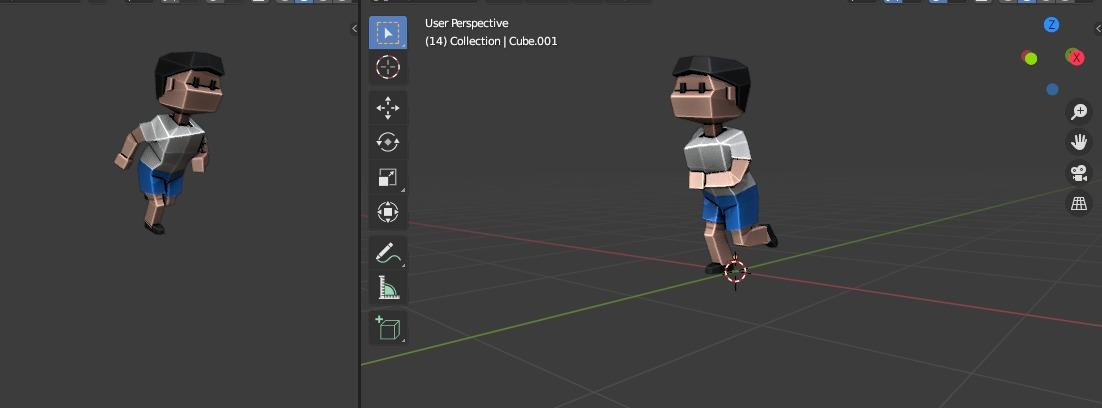 User Perspective
(14) Collection | Cube.001
Z
X